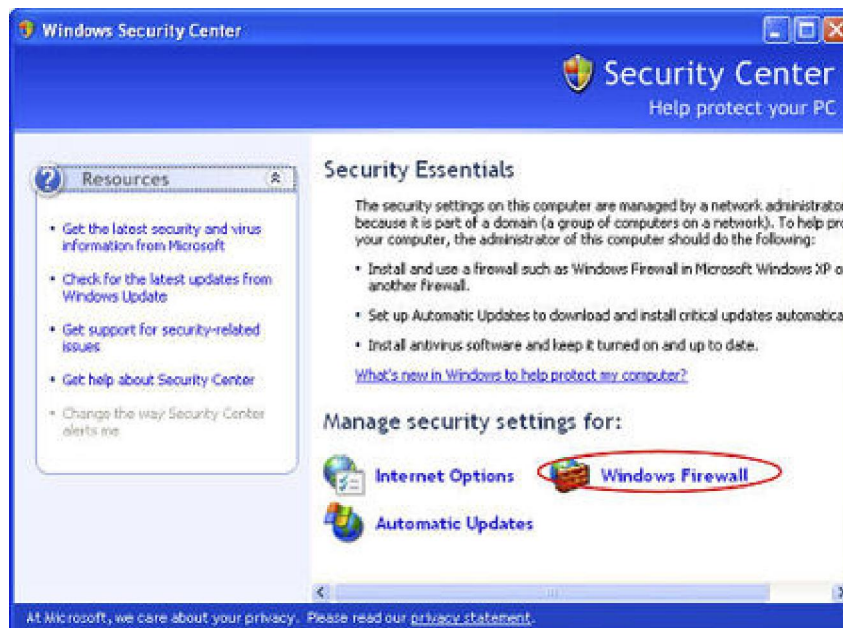 Windows Security Center
Security Center
Help protect your PC
Resources
Get the latest security and virus
information from Microsoft
Check for the latest updates from
Windows Update
Get support for security-related
issues
Get help about Security Center
Change the way Security Center
alerts me
Security Essentials
The security settings on this computer are managed by a network administrator
because it is part of a domain (a group of computers on a network). To help
your computer, the administrator of this computer should do the following:
• Install and use a firewall such as Windows Firewall in Microsoft Windows XP
another firewall.
• Set up Automatic Updates to download and install critical updates
• Install antivirus software and keep it turned on and up to date.
What's new in Windows to help protect my computer?
Manage security settings for:
Internet Options
Windows Firewall
Automatic Updates
At Microsoft, we care about your privacy. Please read our privacy statement.